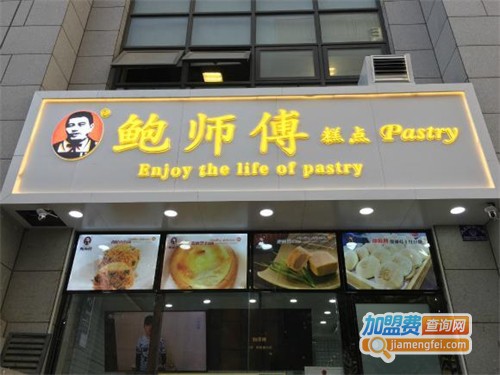 鲍师傅 糕点 Pastry
Enjoy the life of pastry
加盟费查询网
jiamengfei.com